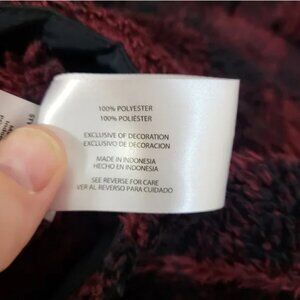 100% POLYESTER
100% POLIÉSTER
EXCLUSIVE OF DECORATION
EXCLUSIVO DE DECORACION
MADE IN INDONESIA
HECHO EN INDONESIA
SEE REVERSE FOR CARE
VER AL REVERSO PARA CUIDADO